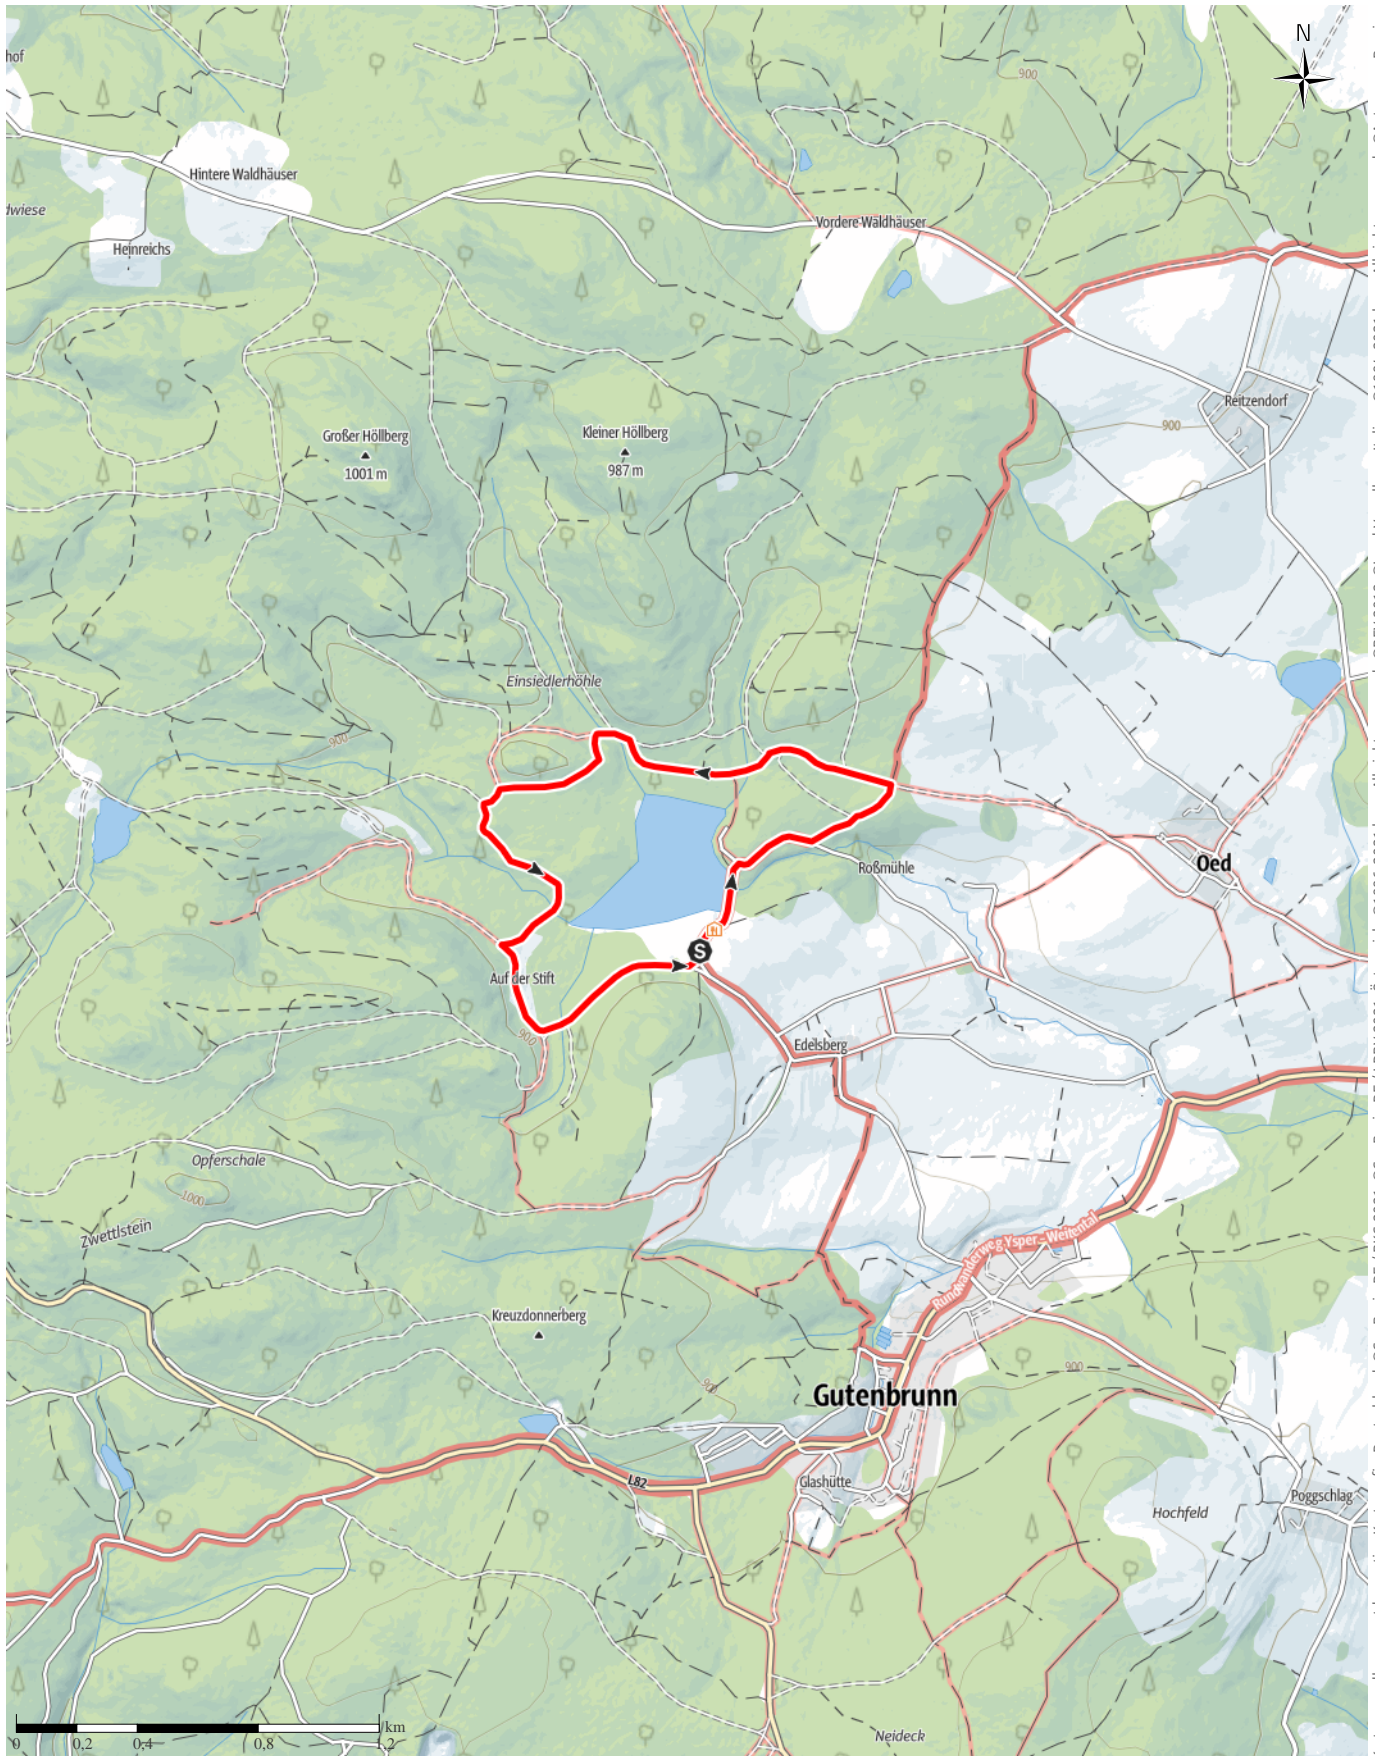 N
hof
900
Hintere Waldhäuser
dwiese
Vordere Waldhäuser
Heinreichs
Reitzendorf
900
Großer Höllberg
1001 m
Kleiner Höllberg
987 m
Einsiedlerhöhle
900
Oed
Roßmühle
S
Auf der Stift
900
Edelsberg
Opferschale
1000
Zwettlstein
Rundwanderweg Ysper - Weitental
Kreuzdonnerberg
900
900
Gutenbrunn
L82
Glashütte
Poggschlag
Hochfeld
Neideck
km
0
0,2
0,4
0,8
1,2